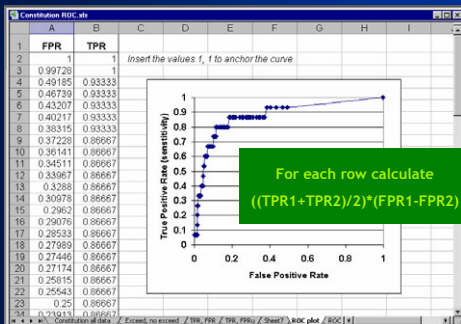 Constitution ROC.xls
A B C D E F G H I
1 FPR TPR
2 1 1 Insert the values 1, 1 to anchor the curve
3 0.99728 1
4 0.49185 0.93333
5 0.46739 0.93333
6 0.43207 0.93333
7 0.40217 0.93333
8 0.38315 0.93333
9 0.37228 0.86667
10 0.36141 0.86667
11 0.34511 0.86667
12 0.33967 0.86667
13 0.3288 0.86667
14 0.30978 0.86667
15 0.2962 0.86667
16 0.29076 0.86667
17 0.28533 0.86667
18 0.27989 0.86667
19 0.27446 0.86667
20 0.27174 0.86667
21 0.25815 0.86667
22 0.25543 0.86667
23 0.25 0.86667
24 0.23913 0.86667
True Positive Rate (sensitivity)
1
0.9
0.8
0.7
0.6
0.5
0.4
0.3
0.2
0.1
0
0 0.2 0.4 0.6 0.8 1
False Positive Rate
For each row calculate
((TPR1+TPR2)/2)*(FPR1-FPR2)
Constitution all data / Exceed, no exceed / TPR, FPR / TPR, FPRu / Sheet7 \ ROC plot / ROC